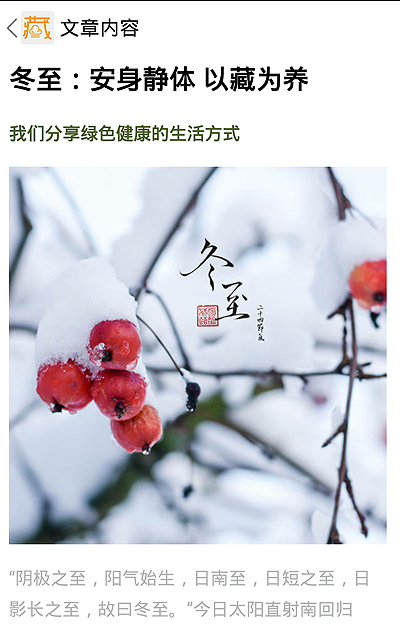 藏
文章内容
冬至：安身静体 以藏为养
我们分享绿色健康的生活方式
冬至
二十四节气
“阴极之至，阳气始生，日南至，日短之至，日
影长之至，故曰冬至。”今日太阳直射南回归